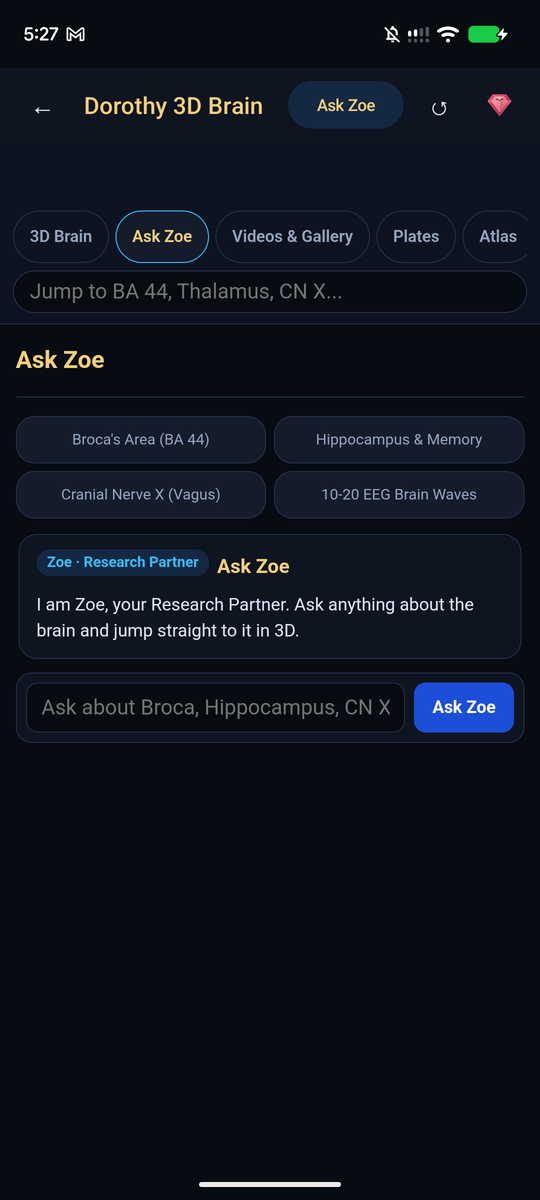 5:27
←
Dorothy 3D Brain
Ask Zoe
3D Brain
Ask Zoe
Videos & Gallery
Plates
Atlas
Jump to BA 44, Thalamus, CN X...
Ask Zoe
Broca's Area (BA 44)
Hippocampus & Memory
Cranial Nerve X (Vagus)
10-20 EEG Brain Waves
Zoe · Research Partner
Ask Zoe
I am Zoe, your Research Partner. Ask anything about the
brain and jump straight to it in 3D.
Ask about Broca, Hippocampus, CN X
Ask Zoe